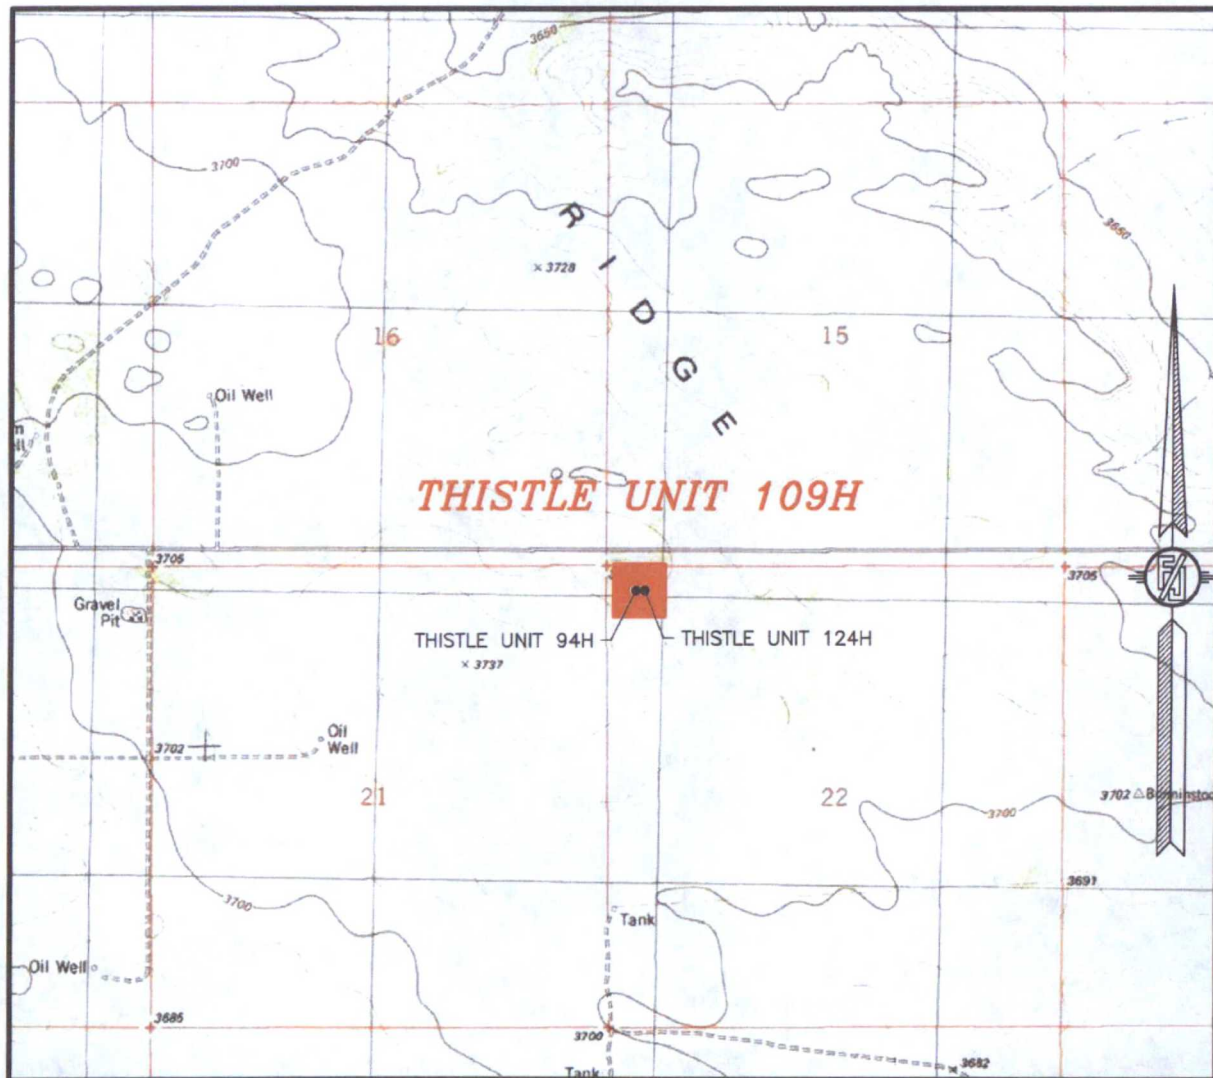 3650
3700
R
I
D
G
E
3650
× 3728
16
15
Oil Well
THISTLE UNIT 109H
3705
3705
Gravel
Pit
THISTLE UNIT 94H
THISTLE UNIT 124H
× 3737
Oil
Well
3702
21
22
3702
3700
3691
3700
Tank
Oil Well
3685
3700
3682
Tank